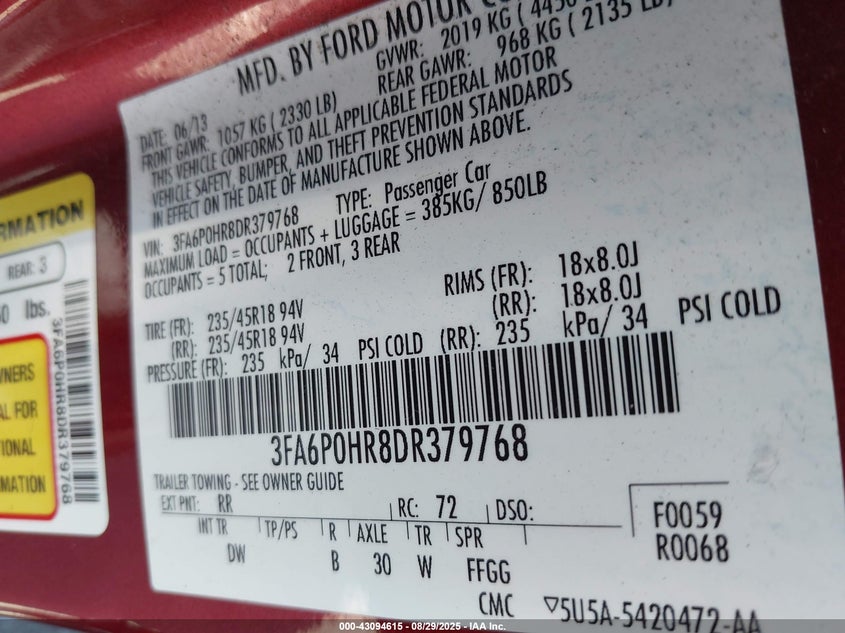 MFD. BY FORD MOTOR CO
GVWR: 2019 KG ( 4450
DATE: 06/13
FRONT GAWR: 1057 KG ( 2330 LB)
REAR GAWR: 968 KG ( 2135 LB)
THIS VEHICLE CONFORMS TO ALL APPLICABLE FEDERAL MOTOR
VEHICLE SAFETY, BUMPER, AND THEFT PREVENTION STANDARDS
IN EFFECT ON THE DATE OF MANUFACTURE SHOWN ABOVE.
VIN: 3FA6P0HR8DR379768 TYPE: Passenger Car
MAXIMUM LOAD = OCCUPANTS + LUGGAGE = 385KG/ 850LB
OCCUPANTS = 5 TOTAL; 2 FRONT, 3 REAR
TIRE (FR): 235/45R18 94V RIMS (FR): 18x8.0J
(RR): 235/45R18 94V (RR): 18x8.0J
PRESSURE (FR): 235 kPa/ 34 PSI COLD (RR): 235 kPa/ 34 PSI COLD
3FA6P0HR8DR379768
TRAILER TOWING - SEE OWNER GUIDE
EXT PNT: RR RC: 72 DSO:
INT TR TP/PS R AXLE TR SPR
DW B 30 W FFGG
F0059
R0068
CMC ▽5U5A-5420472-AA
RMATION
REAR: 3
lbs.
3FA6P0HR8DR379768
WNERS
AL FOR
TIONAL
RMATION
000-43094615 - 08/29/2025 - IAA Inc.